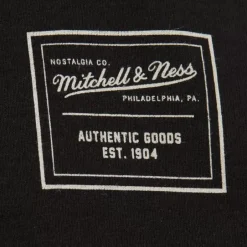 NOSTALGIA CO.
Mitchell & Ness
PHILADELPHIA, PA.
AUTHENTIC GOODS
EST. 1904